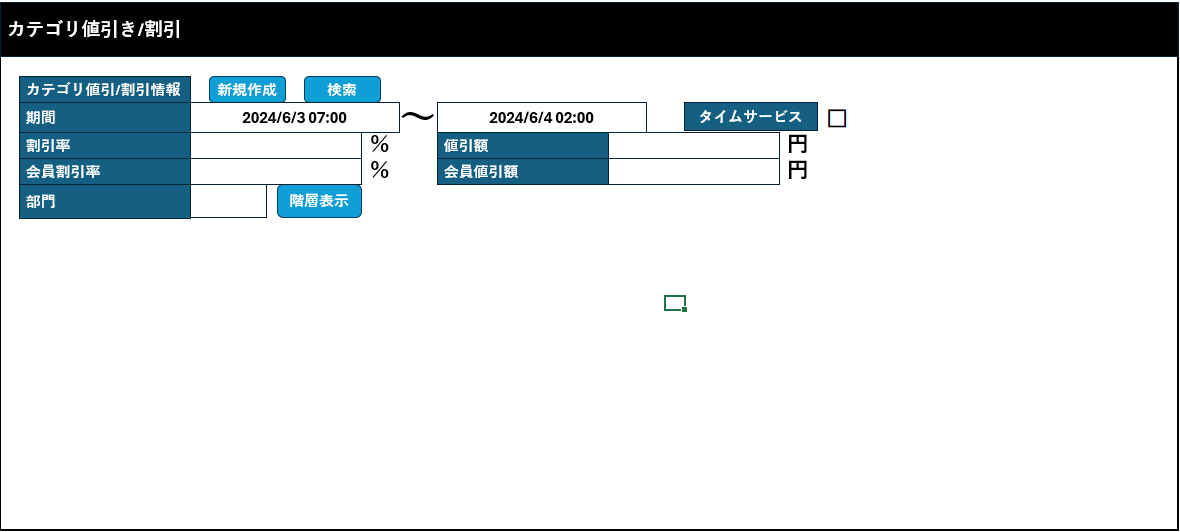 カテゴリ値引き/割引
カテゴリ値引/割引情報 新規作成 検索
期間 2024/6/3 07:00 〜 2024/6/4 02:00 タイムサービス
割引率 % 値引額 円
会員割引率 % 会員値引額 円
部門 階層表示